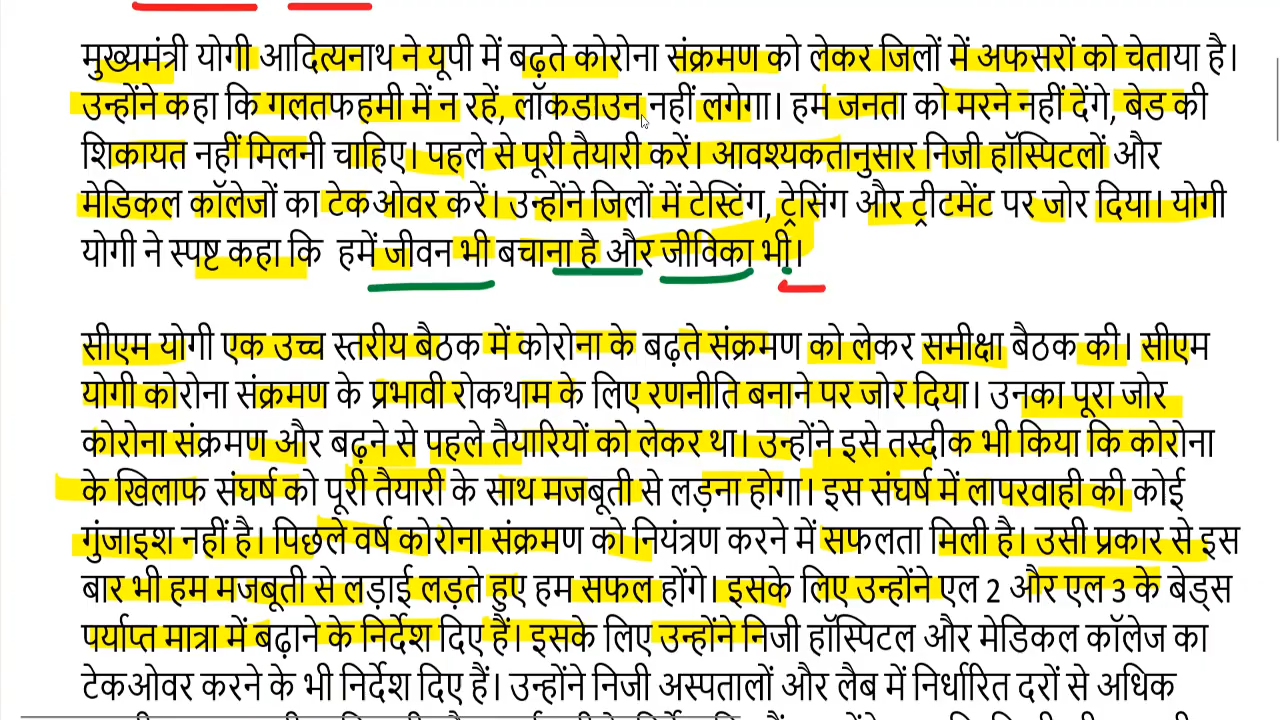 मुख्यमंत्री योगी आदित्यनाथ ने यूपी में बढ़ते कोरोना संक्रमण को लेकर जिलों में अफसरों को चेताया है।
उन्होंने कहा कि गलतफहमी में न रहें, लॉकडाउन नहीं लगेगा। हम जनता को मरने नहीं देंगे, बेड की
शिकायत नहीं मिलनी चाहिए। पहले से पूरी तैयारी करें। आवश्यकतानुसार निजी हॉस्पिटलों और
मेडिकल कॉलेजों का टेकओवर करें। उन्होंने जिलों में टेस्टिंग, ट्रेसिंग और ट्रीटमेंट पर जोर दिया। योगी
योगी ने स्पष्ट कहा कि हमें जीवन भी बचाना है और जीविका भी।
सीएम योगी एक उच्च स्तरीय बैठक में कोरोना के बढ़ते संक्रमण को लेकर समीक्षा बैठक की। सीएम
योगी कोरोना संक्रमण के प्रभावी रोकथाम के लिए रणनीति बनाने पर जोर दिया। उनका पूरा जोर
कोरोना संक्रमण और बढ़ने से पहले तैयारियों को लेकर था। उन्होंने इसे तस्दीक भी किया कि कोरोना
के खिलाफ संघर्ष को पूरी तैयारी के साथ मजबूती से लड़ना होगा। इस संघर्ष में लापरवाही की कोई
गुंजाइश नहीं है। पिछले वर्ष कोरोना संक्रमण को नियंत्रण करने में सफलता मिली है। उसी प्रकार से इस
बार भी हम मजबूती से लड़ाई लड़ते हुए हम सफल होंगे। इसके लिए उन्होंने एल 2 और एल 3 के बेड्स
पर्याप्त मात्रा में बढ़ाने के निर्देश दिए हैं। इसके लिए उन्होंने निजी हॉस्पिटल और मेडिकल कॉलेज का
टेकओवर करने के भी निर्देश दिए हैं। उन्होंने निजी अस्पतालों और लैब में निर्धारित दरों से अधिक